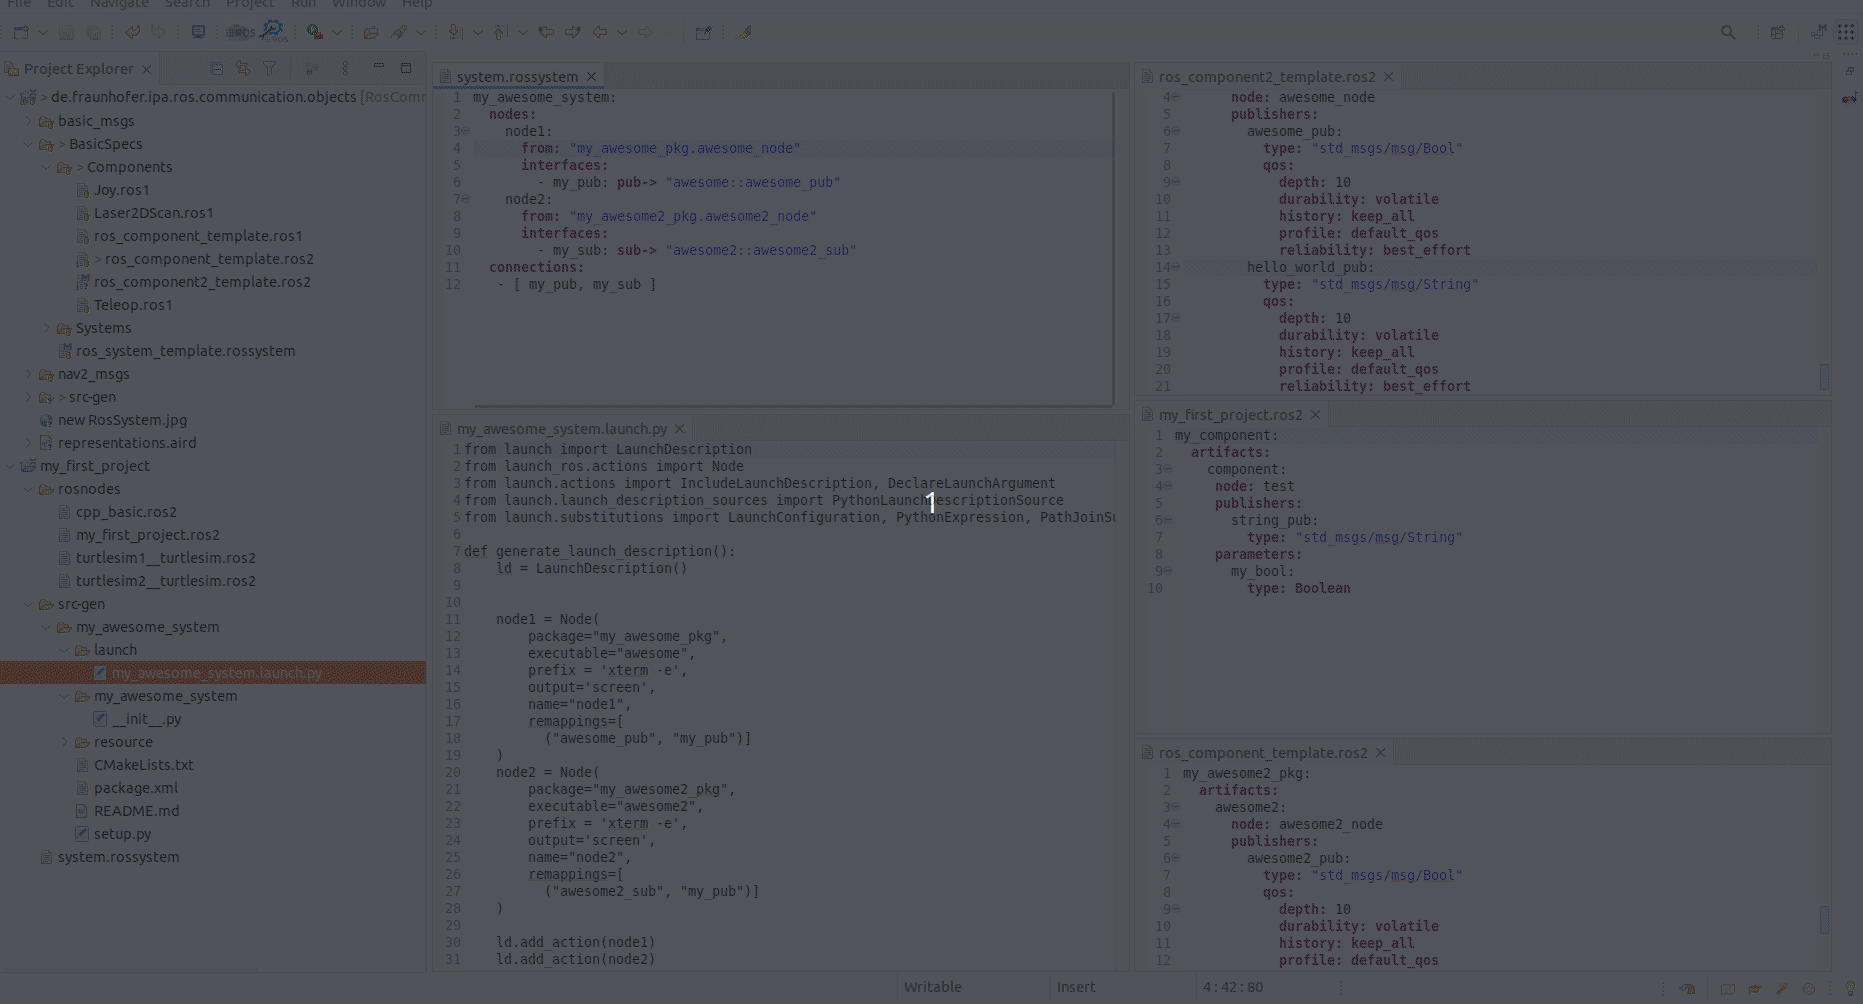 File Edit Navigate Search Project Run Window Help
ROS
Project Explorer
> de.fraunhofer.ipa.ros.communication.objects [RosComm
basic_msgs
> BasicSpecs
> Components
Joy.ros1
Laser2DScan.ros1
ros_component_template.ros1
> ros_component_template.ros2
ros_component2_template.ros2
Teleop.ros1
Systems
ros_system_template.rossystem
nav2_msgs
> src-gen
new RosSystem.jpg
representations.aird
my_first_project
rosnodes
cpp_basic.ros2
my_first_project.ros2
turtlesim1__turtlesim.ros2
turtlesim2__turtlesim.ros2
src-gen
my_awesome_system
launch
my_awesome_system.launch.py
my_awesome_system
__init__.py
resource
CMakeLists.txt
package.xml
README.md
setup.py
system.rossystem
system.rossystem
1 my_awesome_system:
2 nodes:
3 node1:
4 from: "my_awesome_pkg.awesome_node"
5 interfaces:
6 - my_pub: pub-> "awesome::awesome_pub"
7 node2:
8 from: "my_awesome2_pkg.awesome2_node"
9 interfaces:
10 - my_sub: sub-> "awesome2::awesome2_sub"
11 connections:
12 - [ my_pub, my_sub ]
my_awesome_system.launch.py
1 from launch import LaunchDescription
2 from launch_ros.actions import Node
3 from launch.actions import IncludeLaunchDescription, DeclareLaunchArgument
4 from launch.launch_description_sources import PythonLaunchDescriptionSource
5 from launch.substitutions import LaunchConfiguration, PythonExpression, PathJoinSu
6
7 def generate_launch_description():
8 ld = LaunchDescription()
9
10
11 node1 = Node(
12 package="my_awesome_pkg",
13 executable="awesome",
14 prefix = 'xterm -e',
15 output='screen',
16 name="node1",
17 remappings=[
18 ("awesome_pub", "my_pub")]
19 )
20 node2 = Node(
21 package="my_awesome2_pkg",
22 executable="awesome2",
23 prefix = 'xterm -e',
24 output='screen',
25 name="node2",
26 remappings=[
27 ("awesome2_sub", "my_pub")]
28 )
29
30 ld.add_action(node1)
31 ld.add_action(node2)
1
ros_component2_template.ros2
4 node: awesome_node
5 publishers:
6 awesome_pub:
7 type: "std_msgs/msg/Bool"
8 qos:
9 depth: 10
10 durability: volatile
11 history: keep_all
12 profile: default_qos
13 reliability: best_effort
14 hello_world_pub:
15 type: "std_msgs/msg/String"
16 qos:
17 depth: 10
18 durability: volatile
19 history: keep_all
20 profile: default_qos
21 reliability: best_effort
my_first_project.ros2
1 my_component:
2 artifacts:
3 component:
4 node: test
5 publishers:
6 string_pub:
7 type: "std_msgs/msg/String"
8 parameters:
9 my_bool:
10 type: Boolean
ros_component_template.ros2
1 my_awesome2_pkg:
2 artifacts:
3 awesome2:
4 node: awesome2_node
5 publishers:
6 awesome2_pub:
7 type: "std_msgs/msg/Bool"
8 qos:
9 depth: 10
10 durability: volatile
11 history: keep_all
12 profile: default_qos
Writable Insert 4:42:80